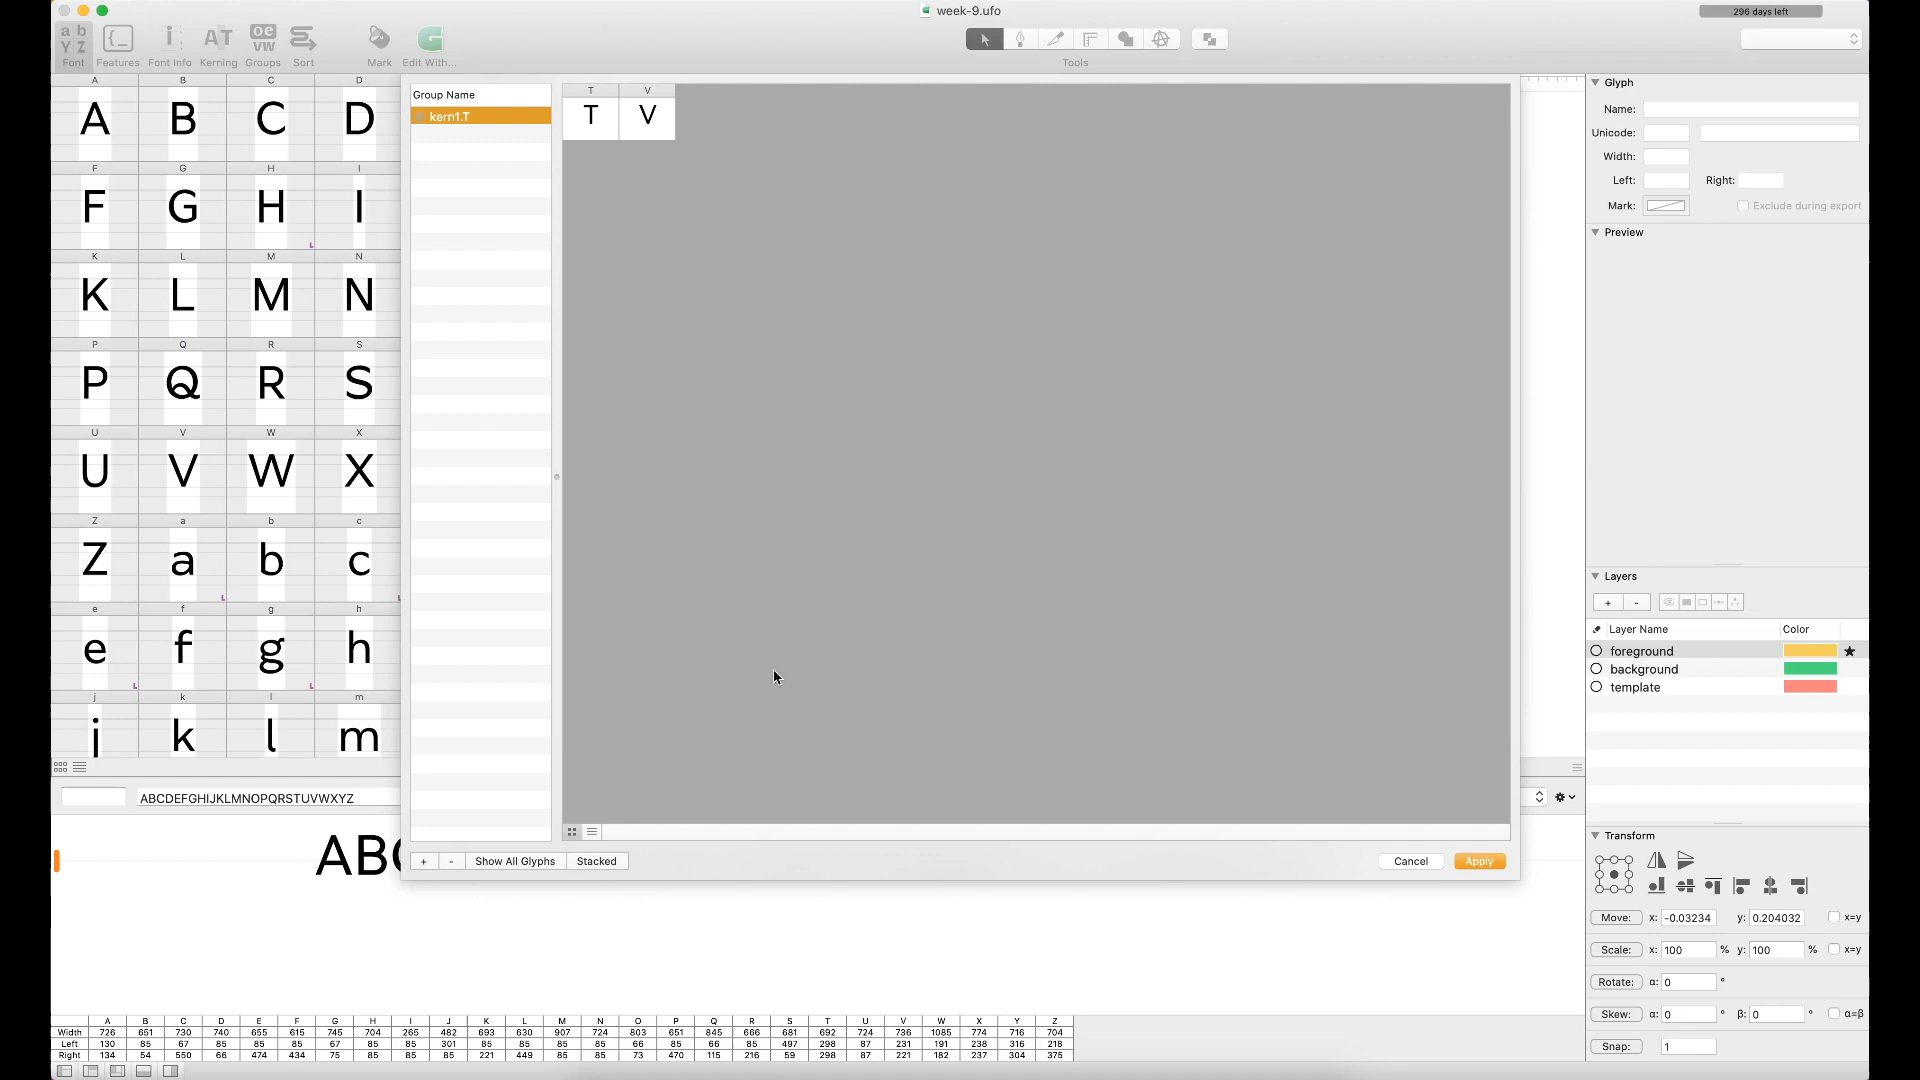 week-9.ufo
296 days left
Font Features Font Info Kerning Groups Sort Mark Edit With... Tools
A B C D
A B C D
F G H I
F G H I
K L M N
K L M N
P Q R S
P Q R S
U V W X
U V W X
Z a b c
Z a b c
e f g h
e f g h
j k l m
j k l m
ABCDEFGHIJKLMNOPQRSTUVWXYZ
ABC
Group Name
kern1.T
T V
T V
+ - Show All Glyphs Stacked
Cancel Apply
Glyph
Name:
Unicode:
Width:
Left: Right:
Mark: Exclude during export
Preview
Layers
+ -
Layer Name Color
foreground
background
template
Transform
Move: x: -0.03234 y: 0.204032 x=y
Scale: x: 100 % y: 100 % x=y
Rotate: α: 0 °
Skew: α: 0 ° β: 0 ° α=β
Snap: 1
A B C D E F G H I J K L M N O P Q R S T U V W X Y Z
Width 726 651 730 740 655 615 745 704 265 482 693 630 907 724 803 651 845 666 681 692 724 736 1085 774 716 704
Left 130 85 67 85 85 85 67 85 85 301 85 85 85 85 66 85 66 85 497 298 87 231 191 238 316 218
Right 134 54 550 66 474 434 75 85 85 85 221 449 85 85 73 470 115 216 59 298 87 221 182 237 304 375